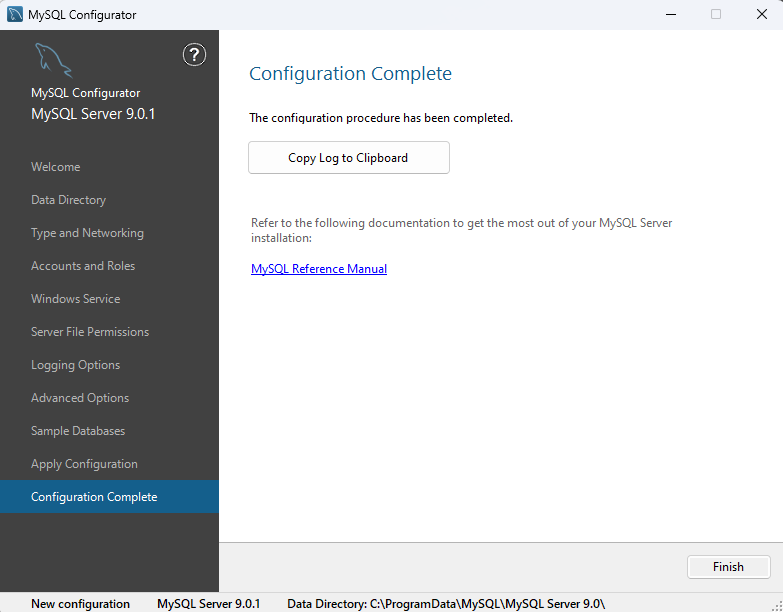 MySQL Configurator
?
MySQL Configurator
MySQL Server 9.0.1
Welcome
Data Directory
Type and Networking
Accounts and Roles
Windows Service
Server File Permissions
Logging Options
Advanced Options
Sample Databases
Apply Configuration
Configuration Complete
Configuration Complete
The configuration procedure has been completed.
Copy Log to Clipboard
Refer to the following documentation to get the most out of your MySQL Server
installation:
MySQL Reference Manual
Finish
New configuration MySQL Server 9.0.1 Data Directory: C:\ProgramData\MySQL\MySQL Server 9.0\